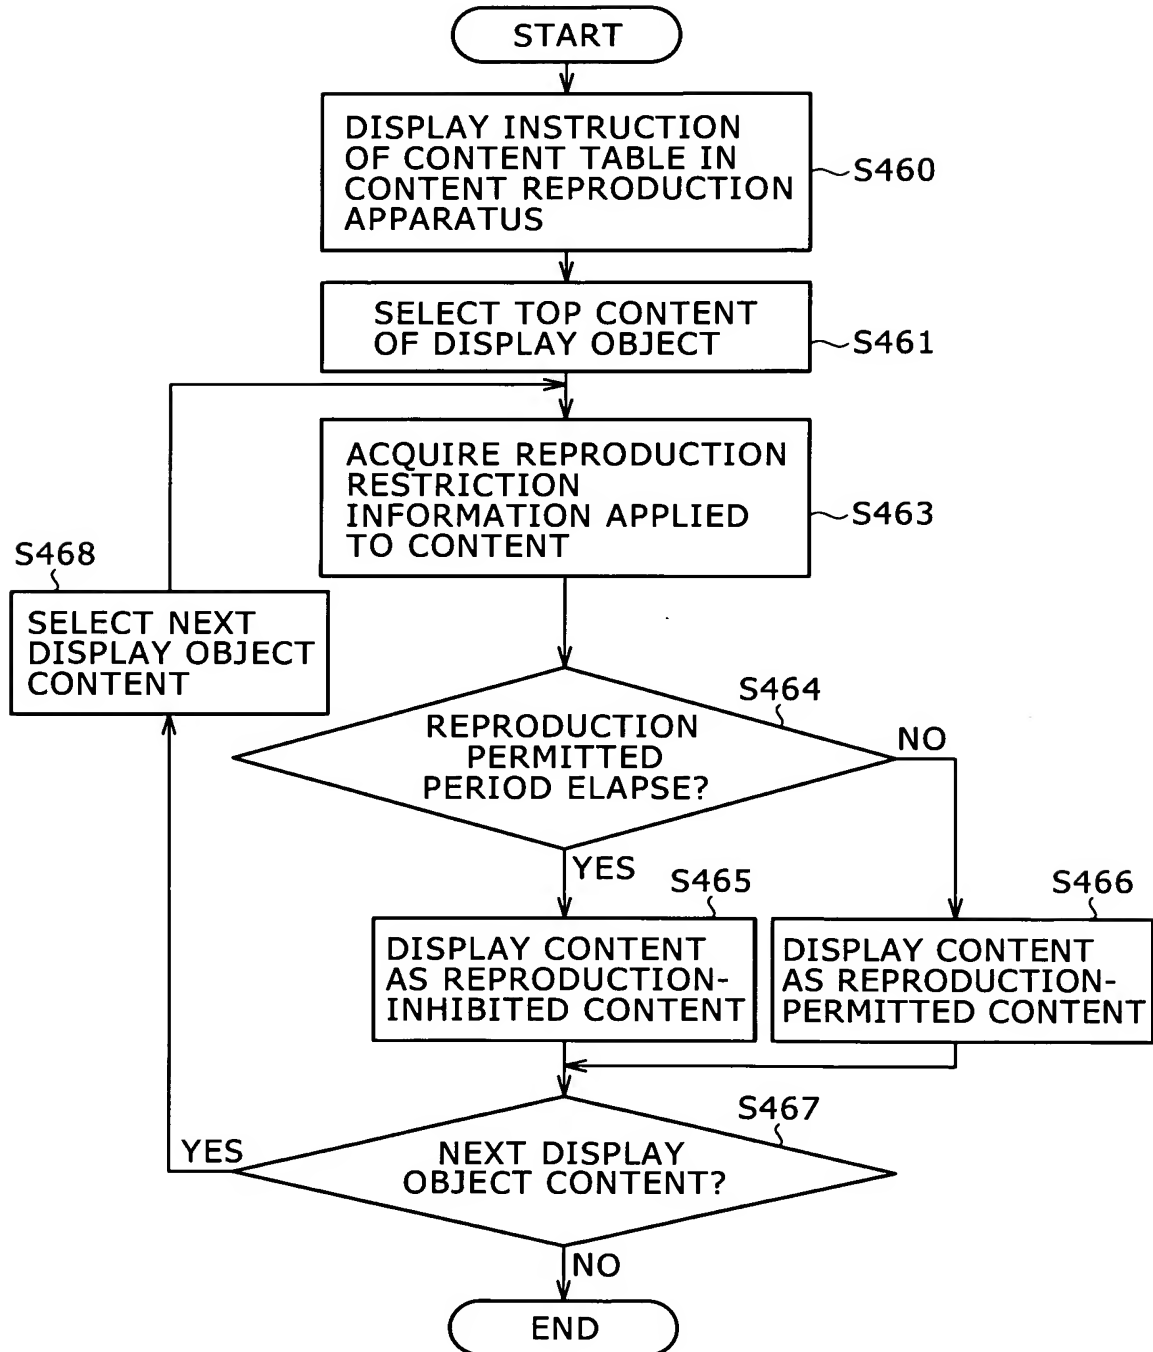 START
DISPLAY INSTRUCTION
OF CONTENT TABLE IN
CONTENT REPRODUCTION
APPARATUS
S460
SELECT TOP CONTENT
OF DISPLAY OBJECT
S461
ACQUIRE REPRODUCTION
RESTRICTION
INFORMATION APPLIED
TO CONTENT
S463
S468
SELECT NEXT
DISPLAY OBJECT
CONTENT
S464
REPRODUCTION
PERMITTED
PERIOD ELAPSE?
NO
YES
S465
DISPLAY CONTENT
AS REPRODUCTION-
INHIBITED CONTENT
S466
DISPLAY CONTENT
AS REPRODUCTION-
PERMITTED CONTENT
S467
NEXT DISPLAY
OBJECT CONTENT?
YES
NO
END